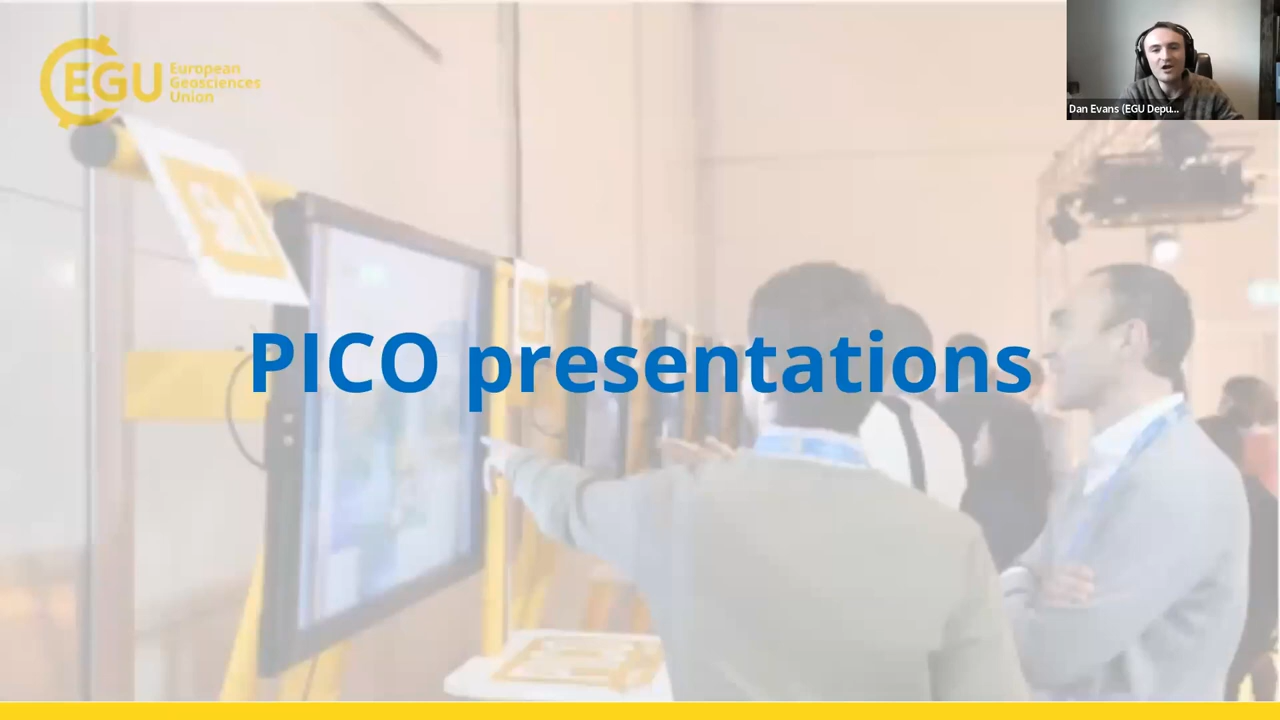 EGU
European
Geosciences
Union
Dan Evans (EGU Depu...
PICO presentations